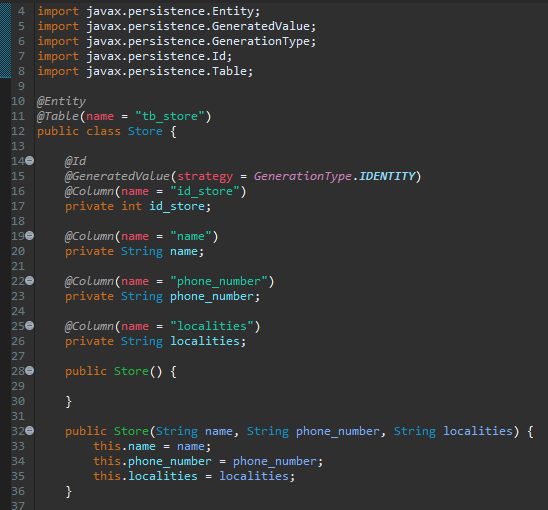 4 import javax.persistence.Entity;
5 import javax.persistence.GeneratedValue;
6 import javax.persistence.GenerationType;
7 import javax.persistence.Id;
8 import javax.persistence.Table;
9
10 @Entity
11 @Table(name = "tb_store")
12 public class Store {
13
14 @Id
15 @GeneratedValue(strategy = GenerationType.IDENTITY)
16 @Column(name = "id_store")
17 private int id_store;
18
19 @Column(name = "name")
20 private String name;
21
22 @Column(name = "phone_number")
23 private String phone_number;
24
25 @Column(name = "localities")
26 private String localities;
27
28 public Store() {
29
30 }
31
32 public Store(String name, String phone_number, String localities) {
33 this.name = name;
34 this.phone_number = phone_number;
35 this.localities = localities;
36 }
37